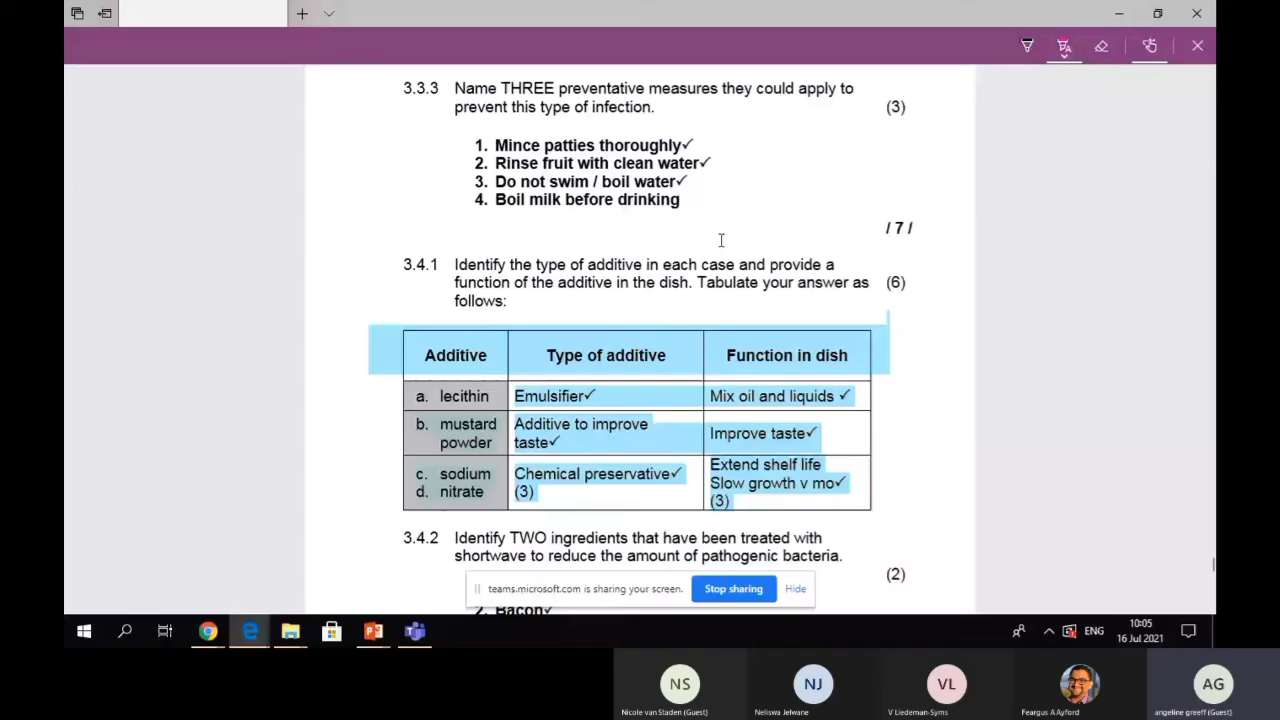 3.3.3 Name THREE preventative measures they could apply to
prevent this type of infection. (3)
1. Mince patties thoroughly✓
2. Rinse fruit with clean water✓
3. Do not swim / boil water✓
4. Boil milk before drinking
/ 7 /
3.4.1 Identify the type of additive in each case and provide a
function of the additive in the dish. Tabulate your answer as (6)
follows:
Additive Type of additive Function in dish
a. lecithin Emulsifier✓ Mix oil and liquids ✓
b. mustard powder Additive to improve taste✓ Improve taste✓
c. sodium Chemical preservative✓ Extend shelf life
d. nitrate (3) Slow growth v mo✓
(3)
3.4.2 Identify TWO ingredients that have been treated with
shortwave to reduce the amount of pathogenic bacteria.
(2)
teams.microsoft.com is sharing your screen. Stop sharing Hide
2. Bacon✓
ENG 10:05
16 Jul 2021
NS NJ VL AG
Nicole van Staden (Guest) Neliswa Jelwane V Liedeman-Syms Feargus A Ayford angeline greeff (Guest)